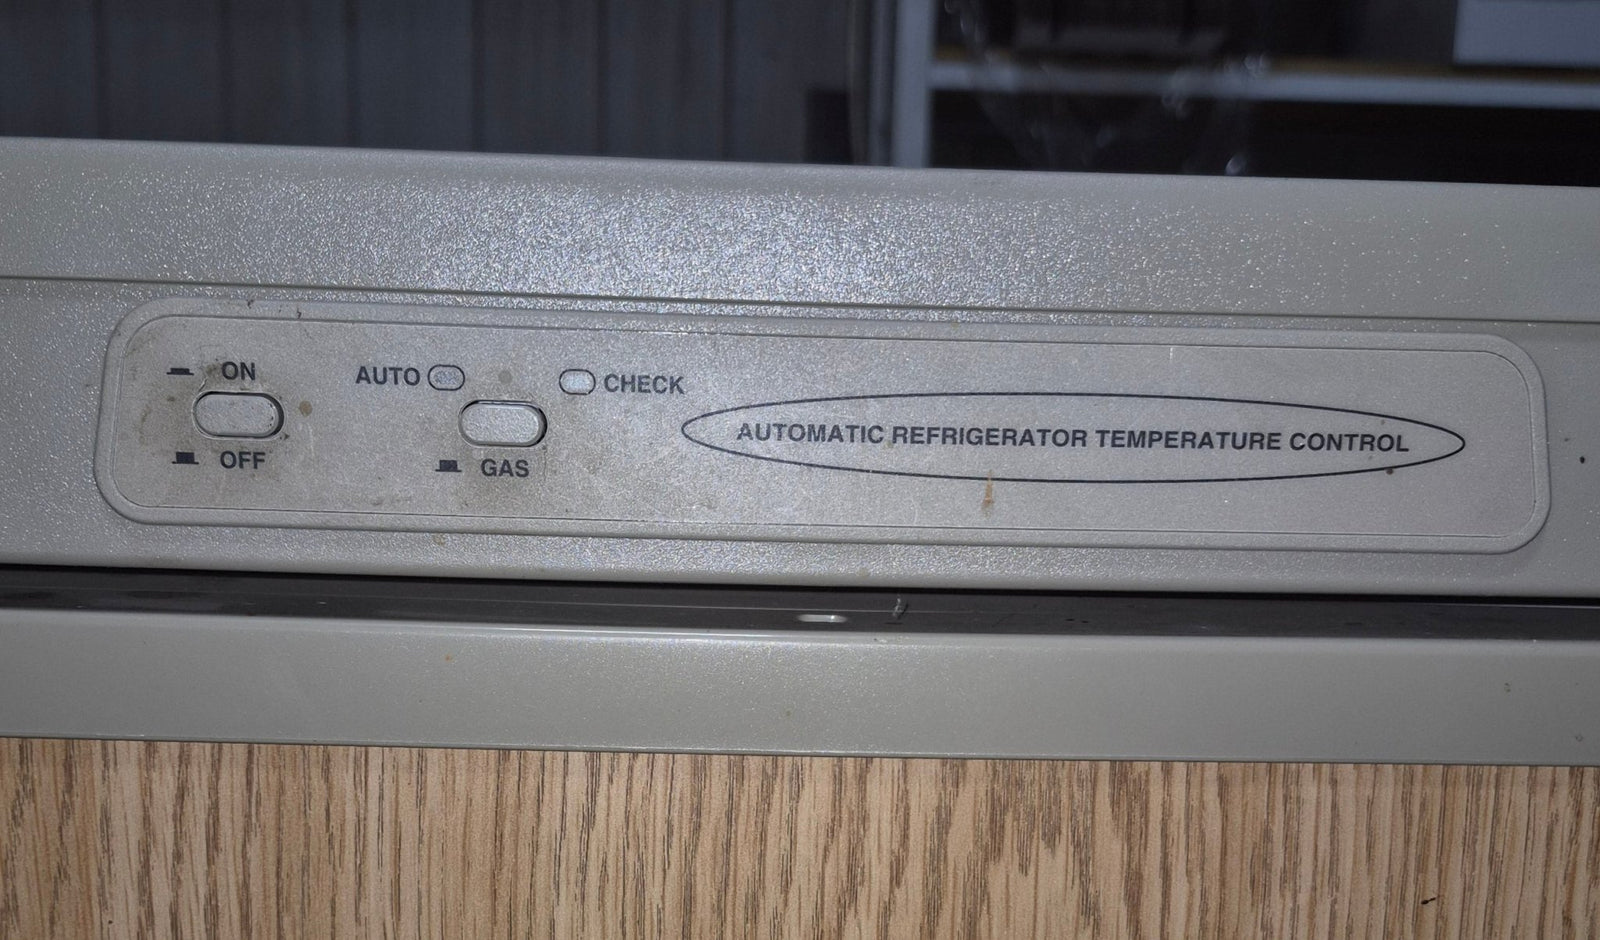 ON
OFF
AUTO
GAS
CHECK
AUTOMATIC REFRIGERATOR TEMPERATURE CONTROL